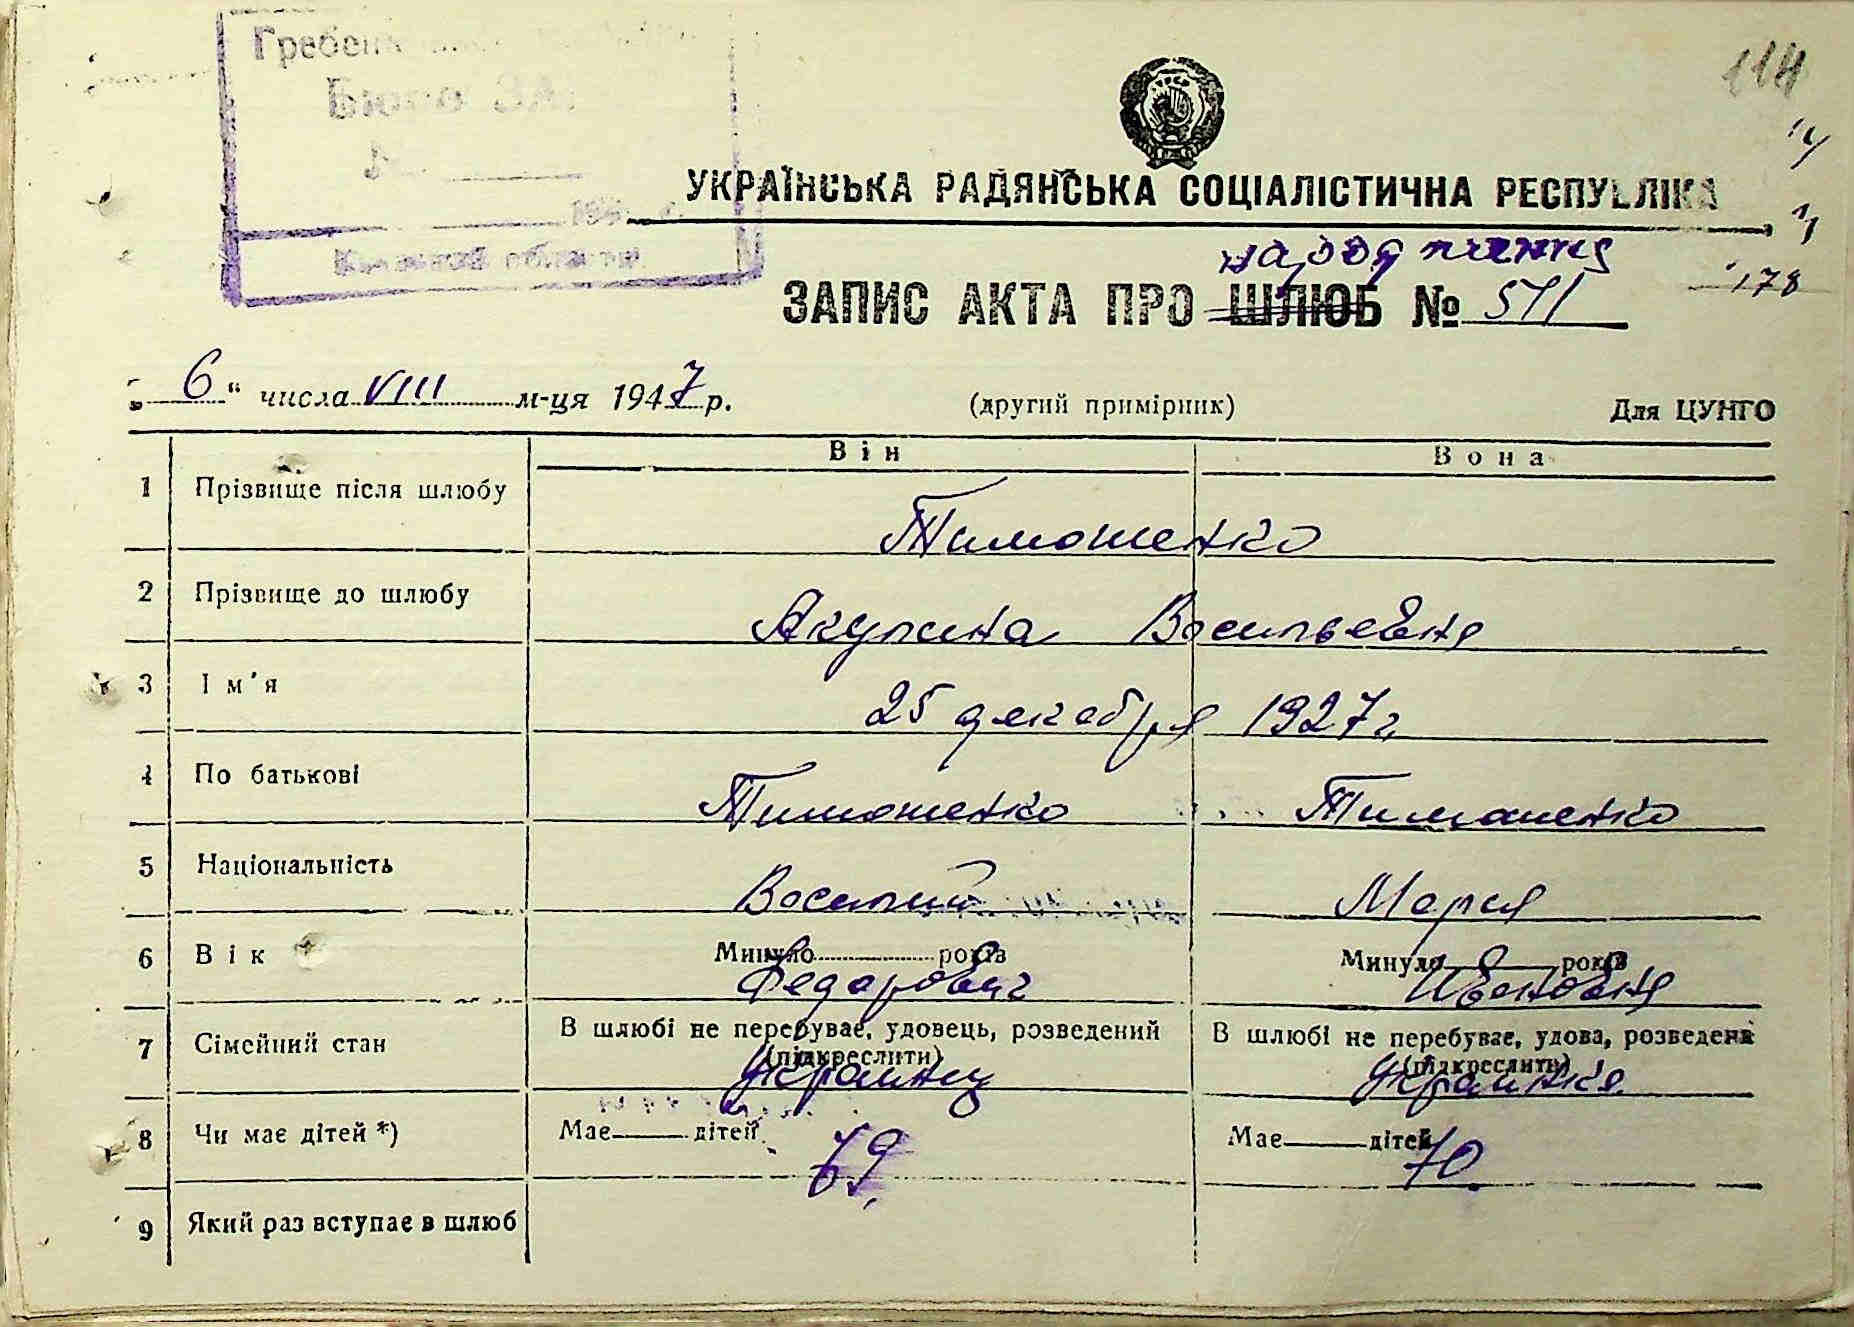 114
УКРАЇНСЬКА РАДЯНСЬКА СОЦІАЛІСТИЧНА РЕСПУБЛІКА
народження
178
ЗАПИС АКТА ПРО ШЛЮБ № 571
„ 6 “ числа VIII м-ця 1947 р. (другий примірник) Для ЦУНГО
Він Вона
1 Прізвище після шлюбу Тимошенко
2 Прізвище до шлюбу Акулина Васильевна
3 Ім'я 25 декабря 1927 г.
4 По батькові Тимошенко Тимошенко
5 Національність Василий Мария
6 Вік Минуло років Минуло років
Федорович Ивановна
7 Сімейний стан В шлюбі не перебуває, удовець, розведений В шлюбі не перебуває, удова, розведена
(підкреслити) (підкреслить)
Украинец Украинка
8 Чи має дітей *) Має дітей Має дітей
69. 70.
9 Який раз вступає в шлюб